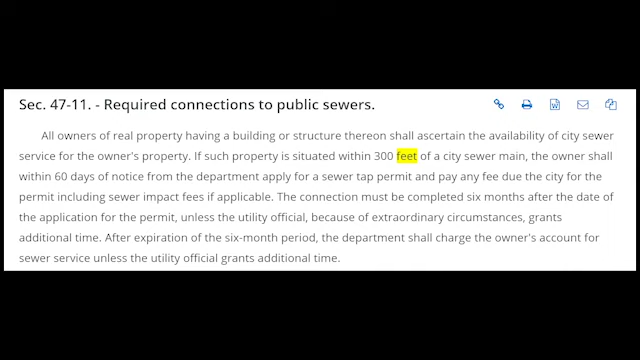 Sec. 47-11. - Required connections to public sewers.
All owners of real property having a building or structure thereon shall ascertain the availability of city sewer
service for the owner's property. If such property is situated within 300 feet of a city sewer main, the owner shall
within 60 days of notice from the department apply for a sewer tap permit and pay any fee due the city for the
permit including sewer impact fees if applicable. The connection must be completed six months after the date of
the application for the permit, unless the utility official, because of extraordinary circumstances, grants
additional time. After expiration of the six-month period, the department shall charge the owner's account for
sewer service unless the utility official grants additional time.